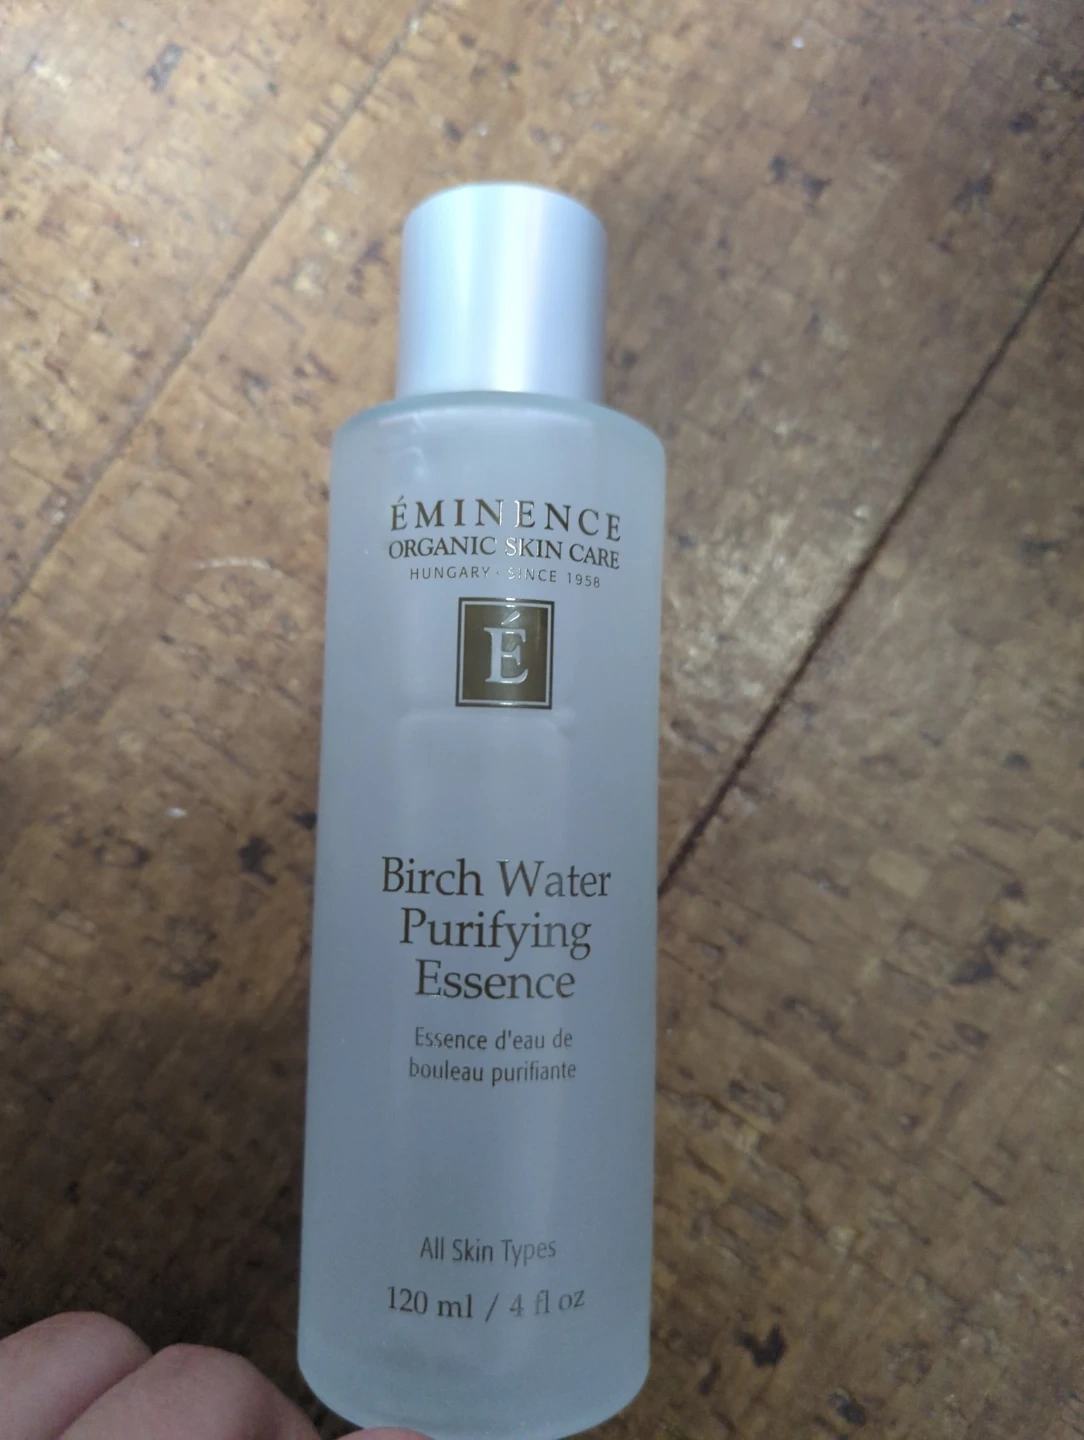 ÉMINENCE
ORGANIC SKIN CARE
HUNGARY · SINCE 1958
É
Birch Water
Purifying
Essence
Essence d'eau de
bouleau purifiante
All Skin Types
120 ml / 4 fl oz